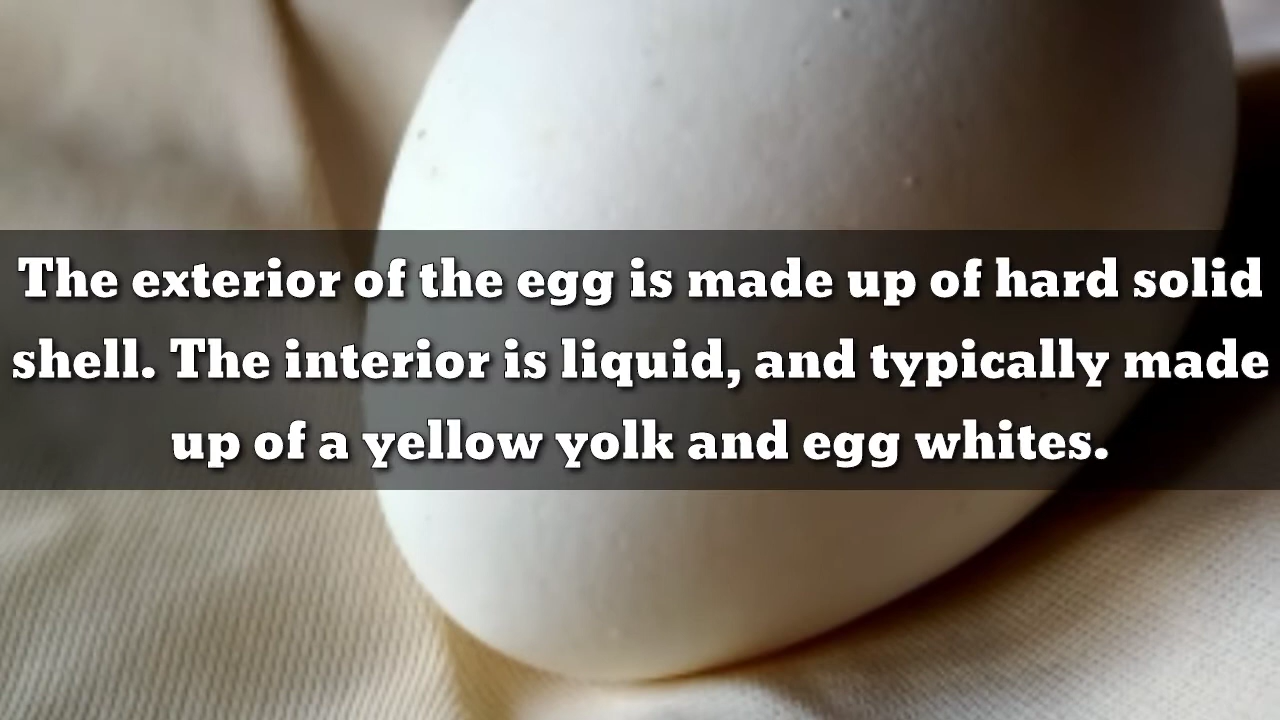 The exterior of the egg is made up of hard solid
shell. The interior is liquid, and typically made
up of a yellow yolk and egg whites.